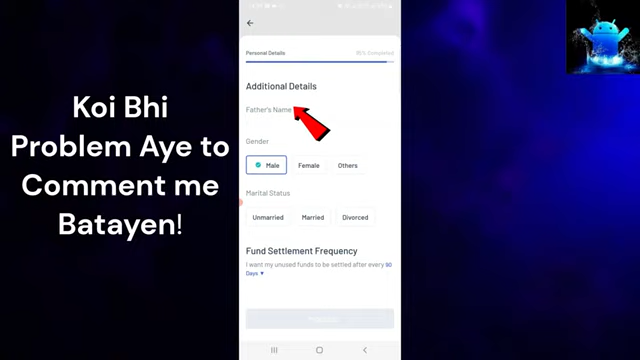 Koi Bhi
Problem Aye to
Comment me
Batayen!
Personal Details
Additional Details
Father's Name
Gender
Male Female Others
Marital Status
Unmarried Married Divorced
Fund Settlement Frequency
I want my unused funds to be settled after every 90
Days ▼